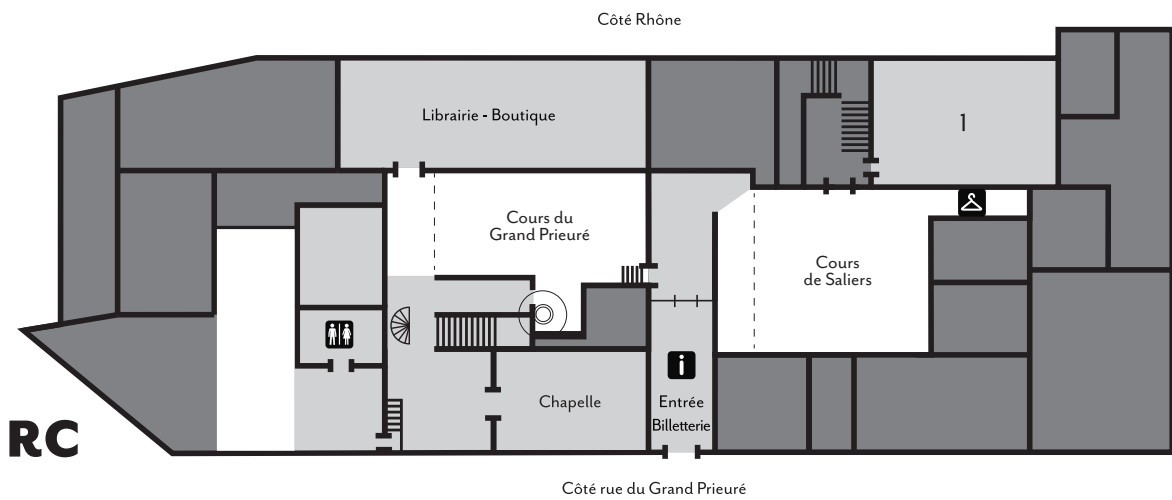 Côté Rhône
Librairie - Boutique
1
Cours du
Grand Prieuré
Cours
de Saliers
i
Entrée
Billetterie
Chapelle
RC
Côté rue du Grand Prieuré